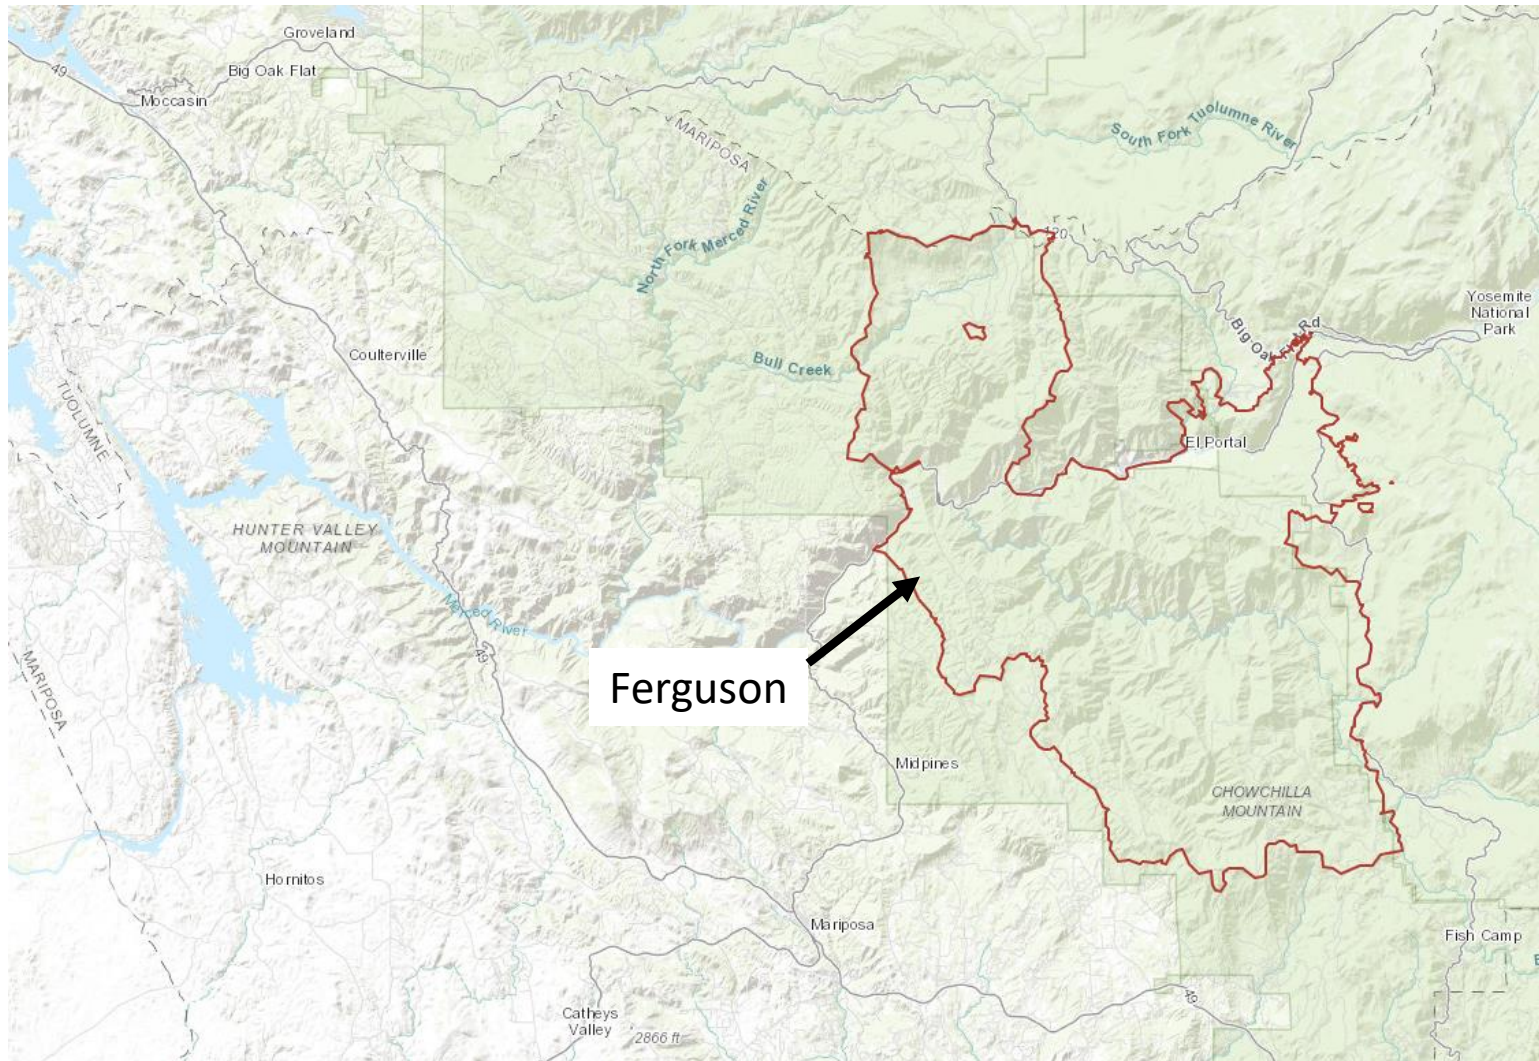 Groveland
49
Big Oak Flat
Moccasin
MARIPOSA
South Fork Tuolumne River
North Fork Merced River
120
Yosemite
National
Park
Big Oak Flat Rd
Coulterville
Bull Creek
TUOLUMNE
El Portal
HUNTER VALLEY
MOUNTAIN
Merced River
49
MARIPOSA
Ferguson
Midpines
CHOWCHILLA
MOUNTAIN
Hornitos
Mariposa
Fish Camp
49
Catheys
Valley
2866 ft